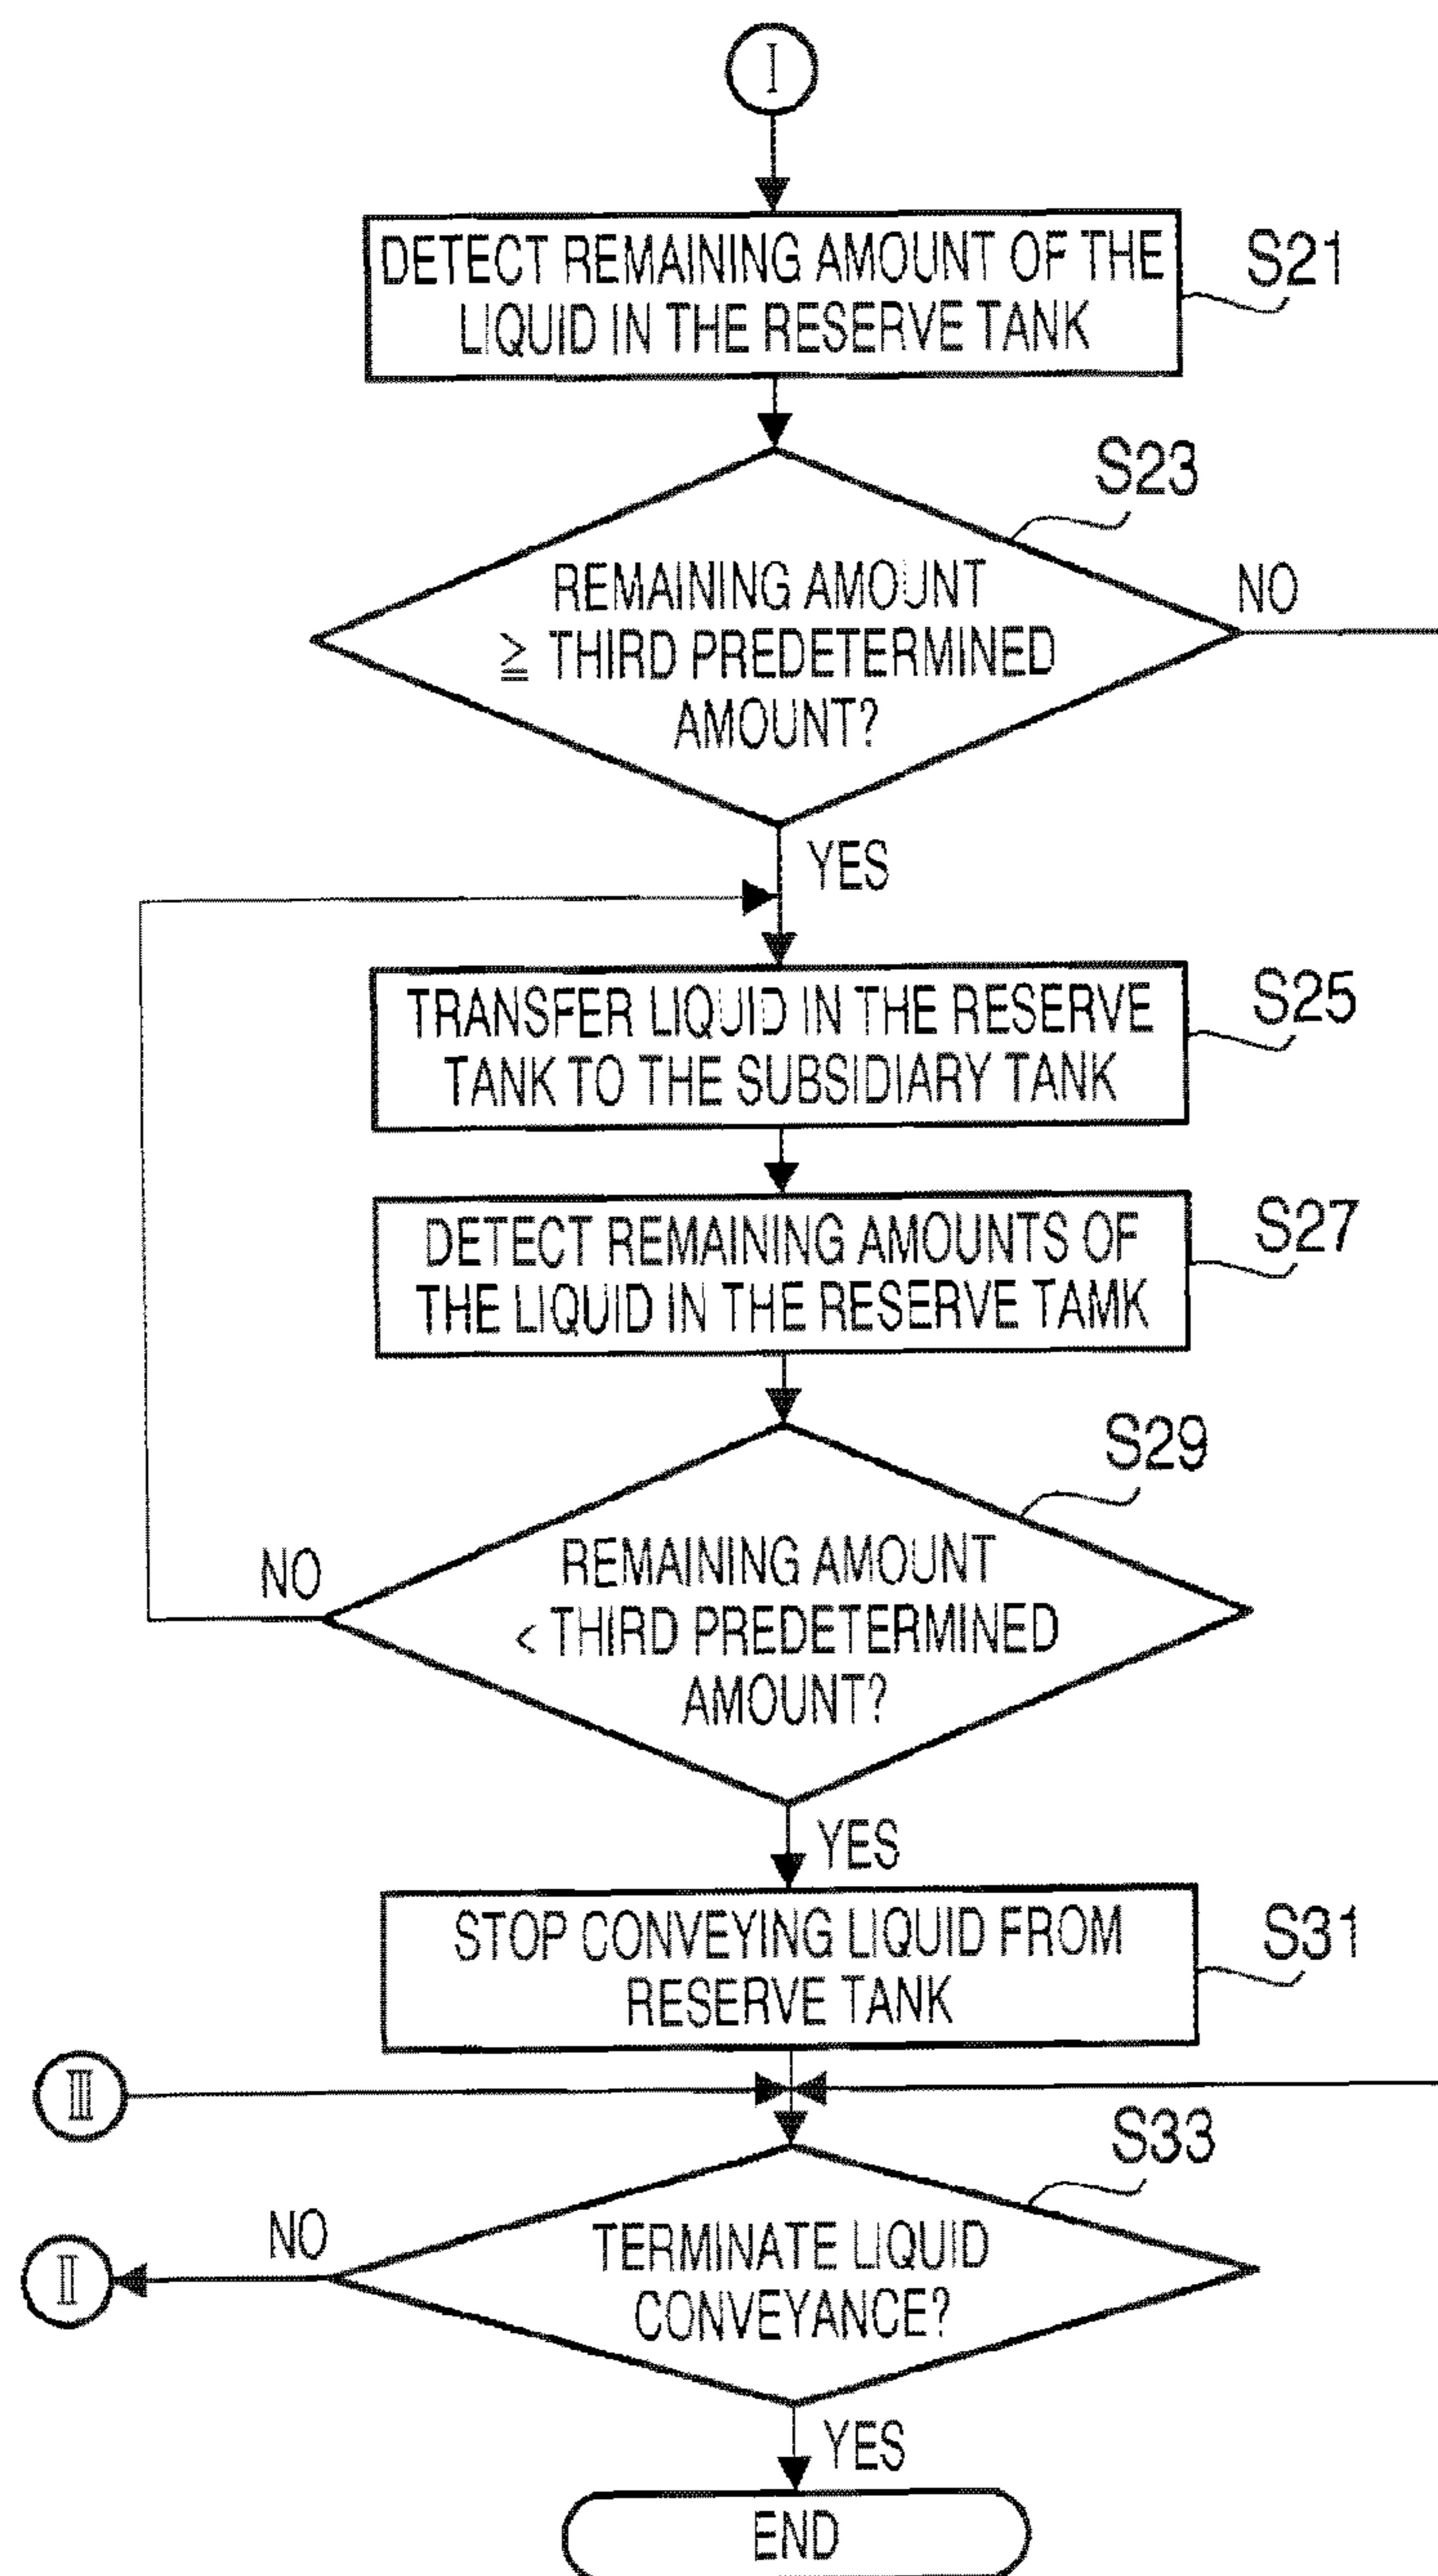 I
DETECT REMAINING AMOUNT OF THE
LIQUID IN THE RESERVE TANK
S21
S23
REMAINING AMOUNT
≧ THIRD PREDETERMINED
AMOUNT?
NO
YES
TRANSFER LIQUID IN THE RESERVE
TANK TO THE SUBSIDIARY TANK
S25
DETECT REMAINING AMOUNTS OF
THE LIQUID IN THE RESERVE TAMK
S27
S29
REMAINING AMOUNT
< THIRD PREDETERMINED
AMOUNT?
NO
YES
STOP CONVEYING LIQUID FROM
RESERVE TANK
S31
III
S33
TERMINATE LIQUID
CONVEYANCE?
NO
II
YES
END